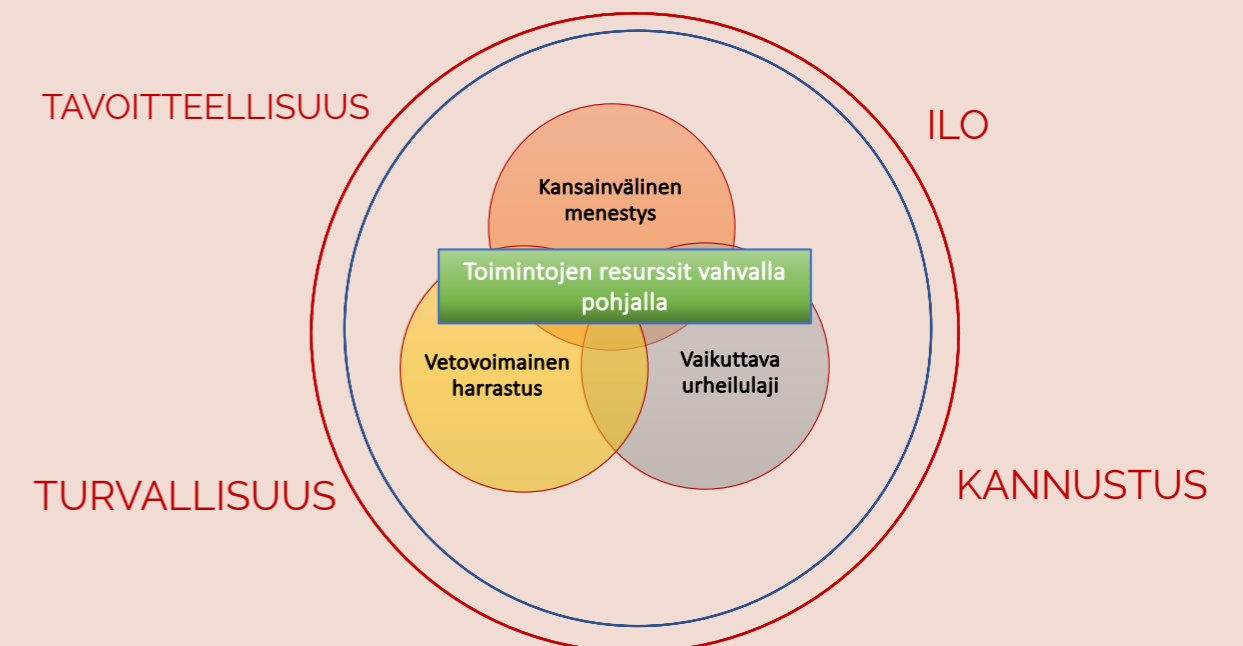 TAVOITTEELLISUUS
ILO
Kansainvälinen
menestys
Toimintojen resurssit vahvalla
pohjalla
Vetovoimainen
harrastus
Vaikuttava
urheilulaji
TURVALLISUUS
KANNUSTUS